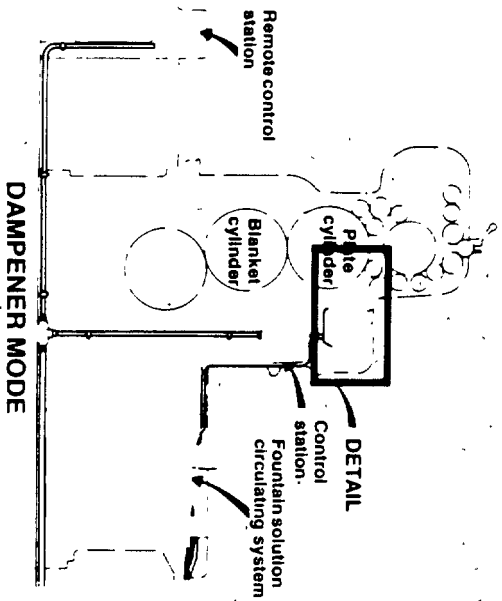 Remote control
station
Plate
cylinder
Blanket
cylinder
DETAIL
Control
station.
Fountain solution
circulating system
DAMPENER MODE